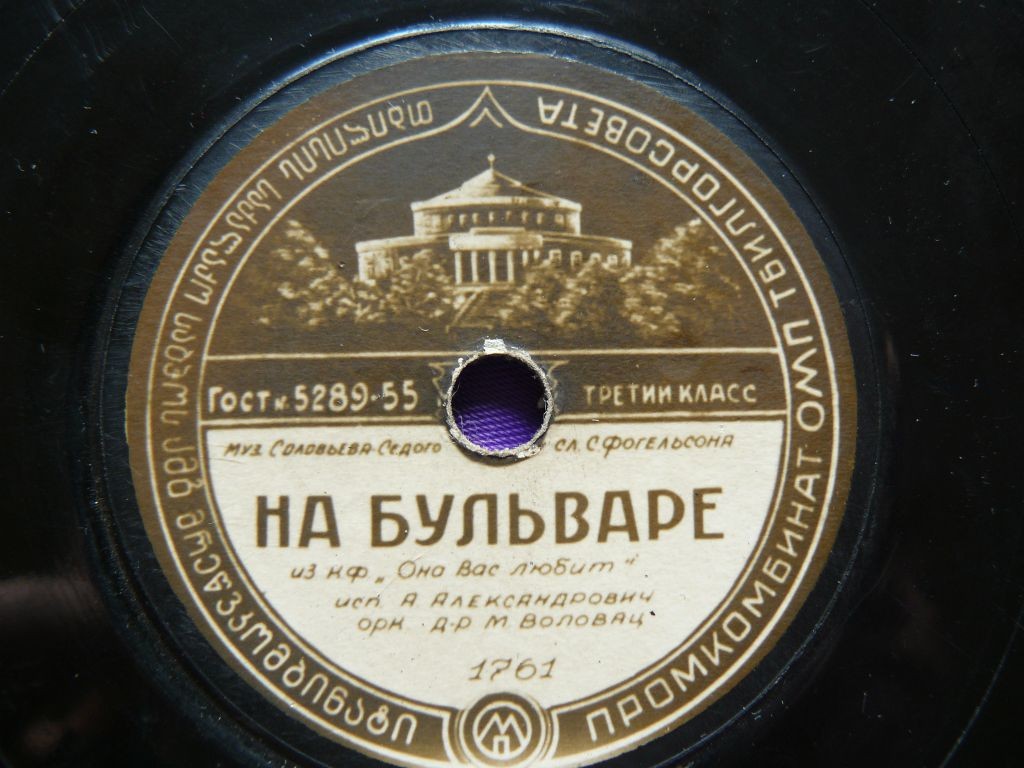 ТБИЛГОРСОВЕТА
ПРОМКОМБИНАТ ОМП
ГОСТ № 5289-55 ТРЕТИЙ КЛАСС
муз. Соловьева-Седого сл. С. Фогельсона
НА БУЛЬВАРЕ
из к.ф. „Она Вас любит"
исп. А Александрович
орк. д-р М Воловац
1761